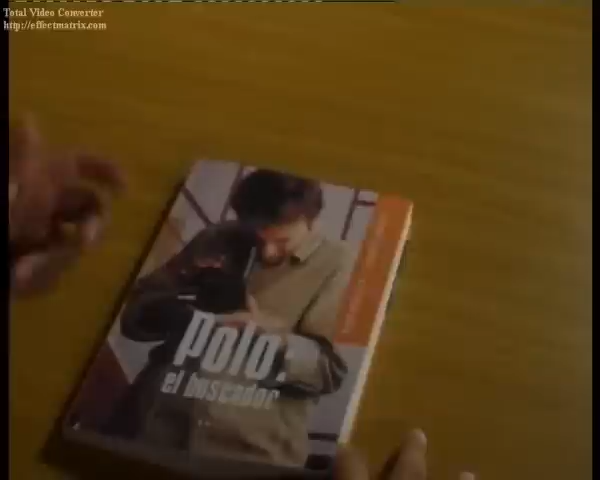 Total Video Converter
http://effectmatrix.com
Polo:
el buscador